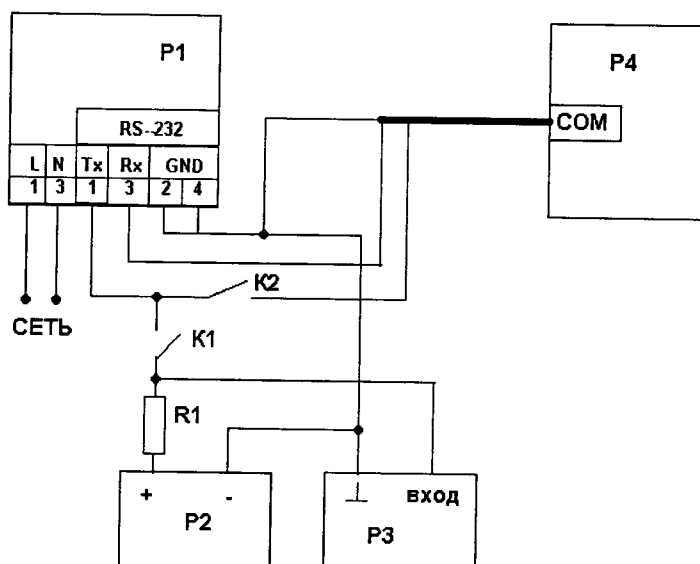 P1
P4
RS-232
COM
L N Tx Rx GND
1 3 1 3 2 4
K2
СЕТЬ
K1
R1
+ - ⊥ вход
P2 P3